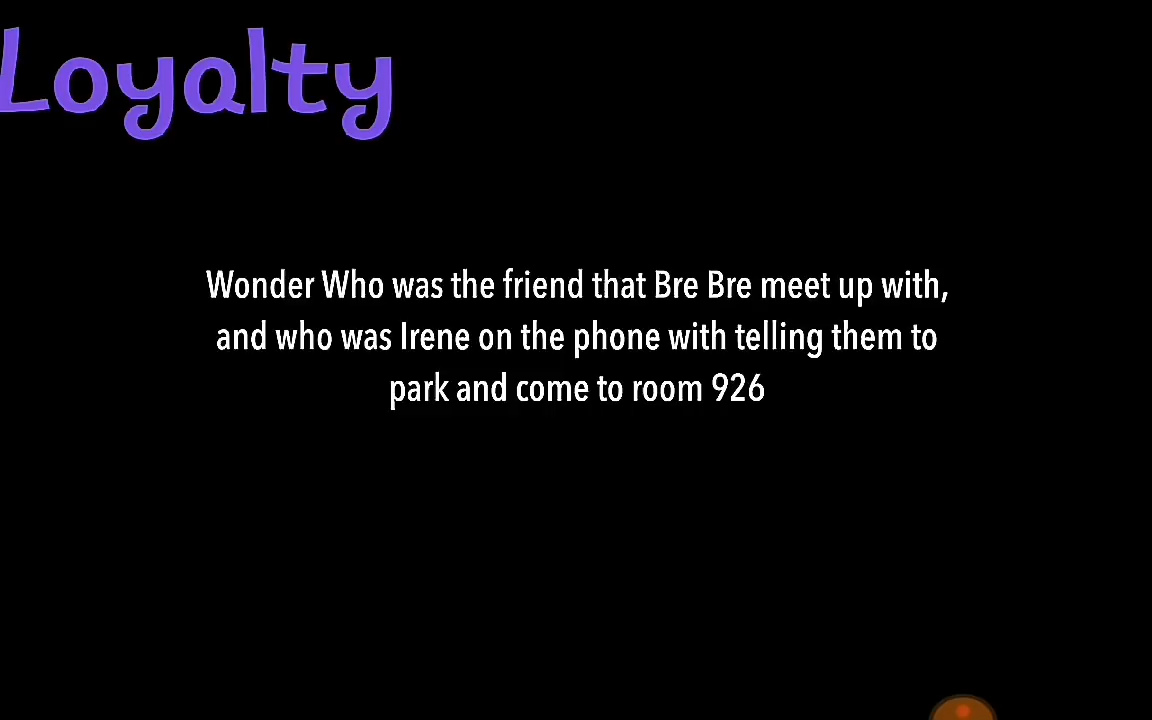 Loyalty
Wonder Who was the friend that Bre Bre meet up with,
and who was Irene on the phone with telling them to
park and come to room 926